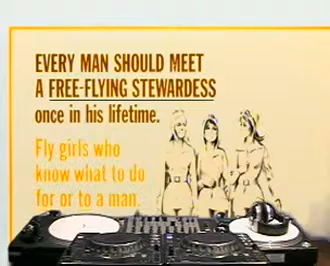 EVERY MAN SHOULD MEET
A FREE-FLYING STEWARDESS
once in his lifetime.
Fly girls who
know what to do
for or to a man.